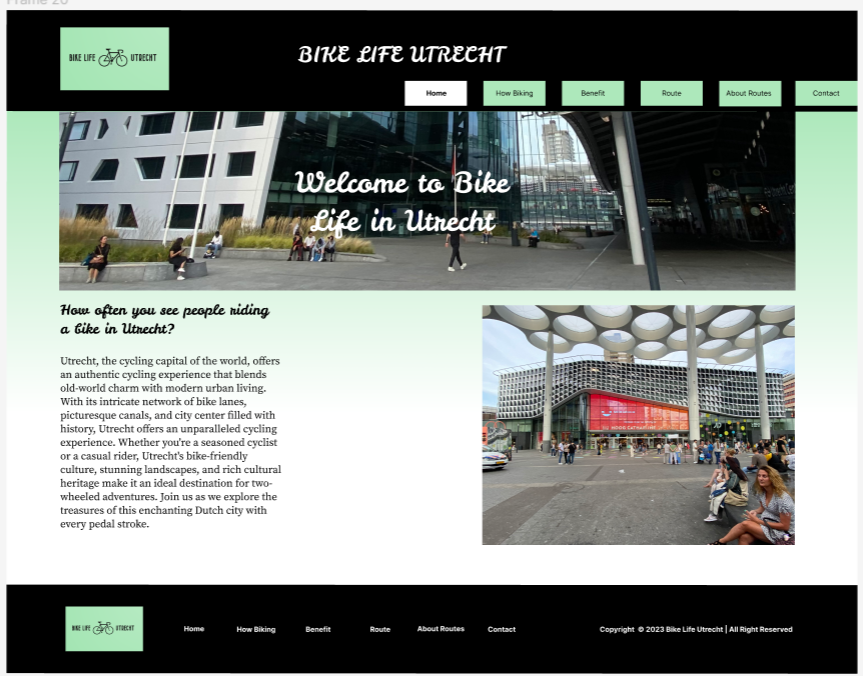 Frame 26
BIKE LIFE UTRECHT
BIKE LIFE UTRECHT
Home How Biking Benefit Route About Routes Contact
Welcome to Bike
Life in Utrecht
How often you see people riding
a bike in Utrecht?
Utrecht, the cycling capital of the world, offers
an authentic cycling experience that blends
old-world charm with modern urban living.
With its intricate network of bike lanes,
picturesque canals, and city center filled with
history, Utrecht offers an unparalleled cycling
experience. Whether you're a seasoned cyclist
or a casual rider, Utrecht's bike-friendly
culture, stunning landscapes, and rich cultural
heritage make it an ideal destination for two-
wheeled adventures. Join us as we explore the
treasures of this enchanting Dutch city with
every pedal stroke.
HOOG CATHARIJNE
BIKE LIFE UTRECHT
Home How Biking Benefit Route About Routes Contact
Copyright © 2023 Bike Life Utrecht | All Right Reserved